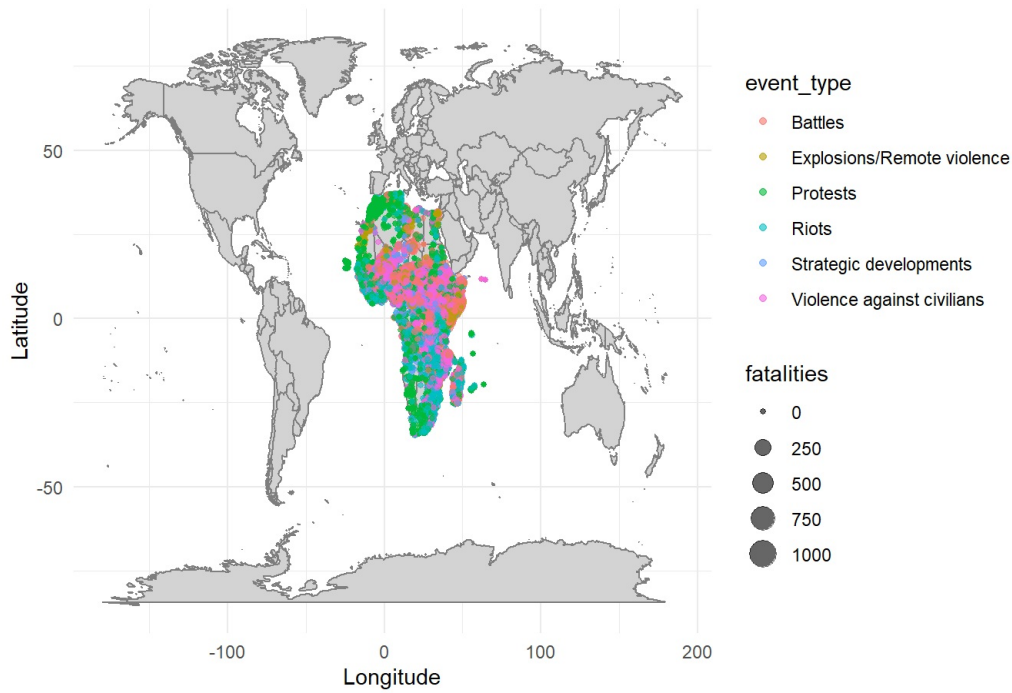 Latitude
50
0
-50
-100
0
100
200
Longitude
event_type
Battles
Explosions/Remote violence
Protests
Riots
Strategic developments
Violence against civilians
fatalities
0
250
500
750
1000